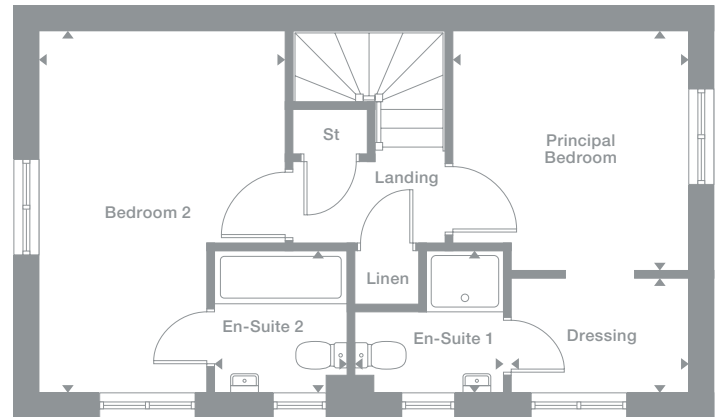 St
Principal
Bedroom
Landing
Bedroom 2
Linen
En-Suite 2
En-Suite 1
Dressing